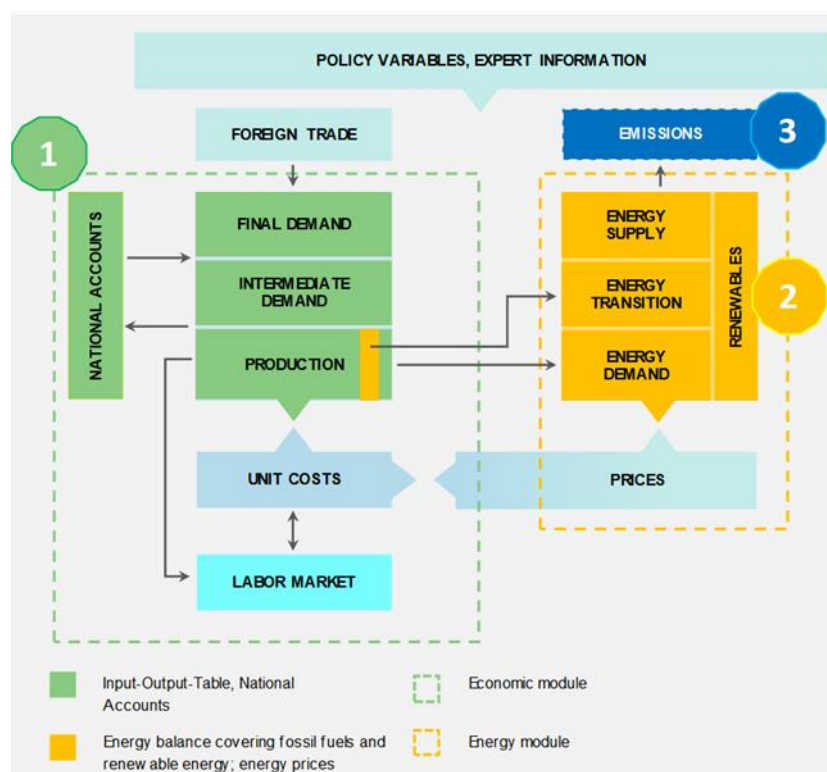 POLICY VARIABLES, EXPERT INFORMATION
FOREIGN TRADE
EMISSIONS
3
1
NATIONAL ACCOUNTS
FINAL DEMAND
INTERMEDIATE
DEMAND
PRODUCTION
ENERGY
SUPPLY
ENERGY
TRANSITION
ENERGY
DEMAND
RENEWABLES
2
UNIT COSTS
PRICES
LABOR MARKET
Input-Output-Table, National
Accounts
Economic module
Energy balance covering fossil fuels and
renewable energy; energy prices
Energy module